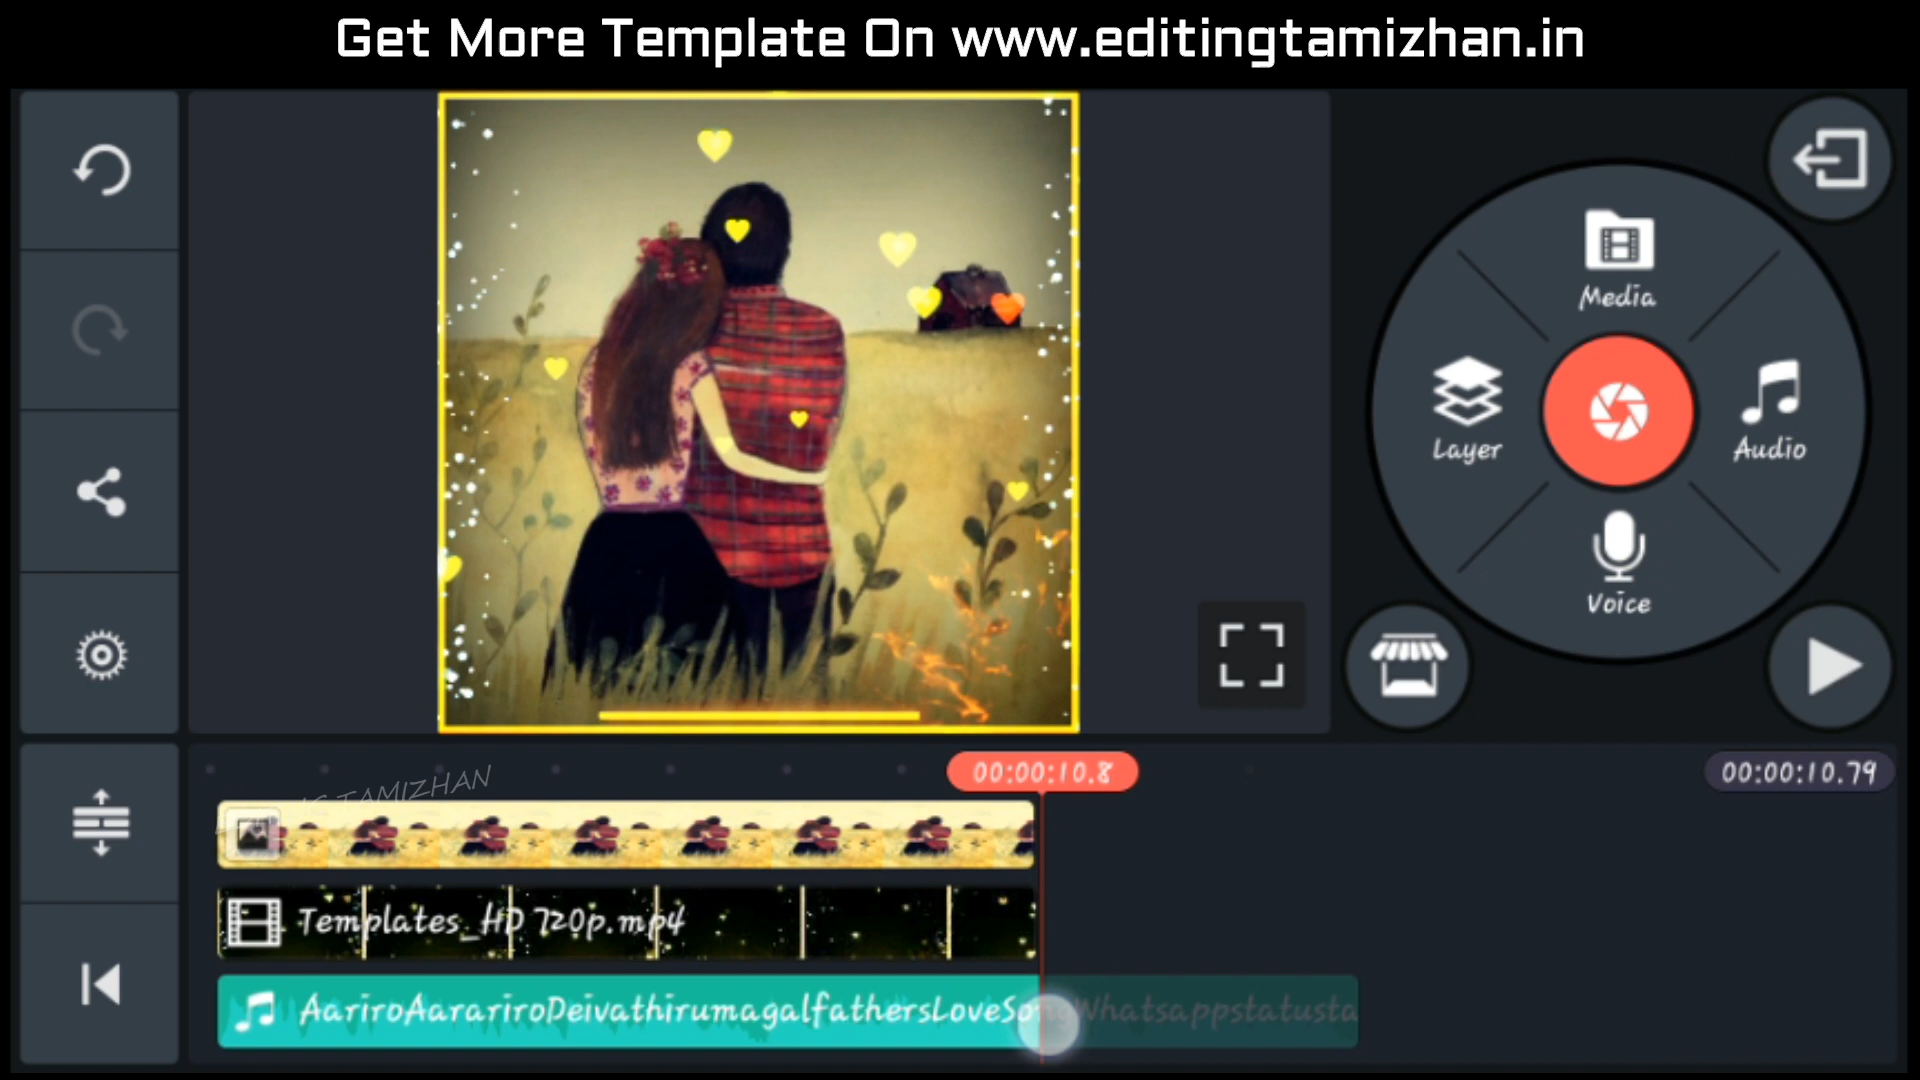 Get More Template On www.editingtamizhan.in
Media
Layer
Audio
Voice
00:00:10.8
00:00:10.79
TAMIZHAN
Templates_HD 720p.mp4
AariroAarariroDeivathirumagalfathersLoveSongWhatsappstatusta